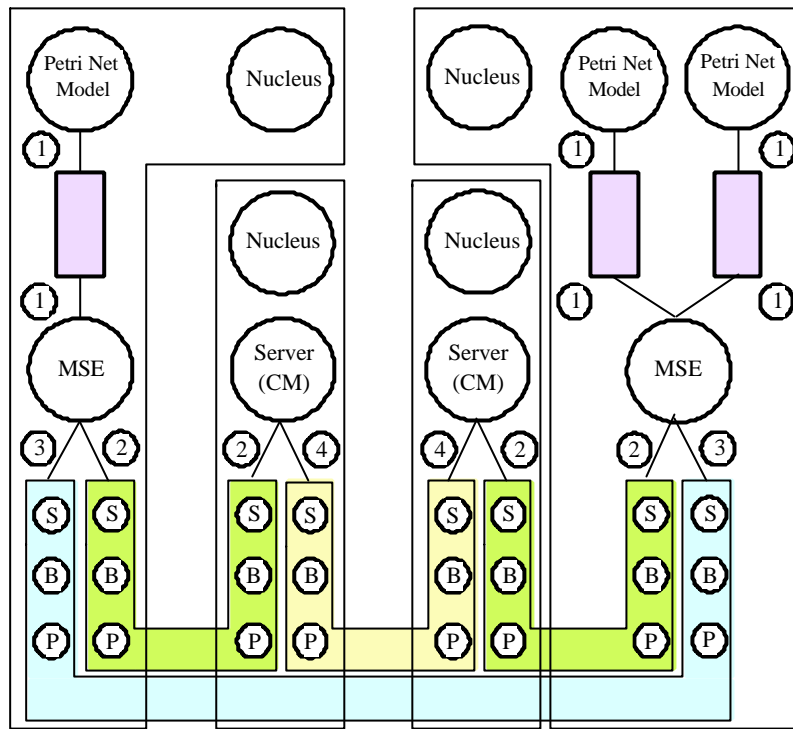 Petri Net
Model
Nucleus
Nucleus
Petri Net
Model
Petri Net
Model
1
1
1
Nucleus
Nucleus
1
1
1
MSE
Server
(CM)
Server
(CM)
MSE
3
2
2
4
4
2
2
3
S
S
S
S
S
S
S
S
B
B
B
B
B
B
B
B
P
P
P
P
P
P
P
P